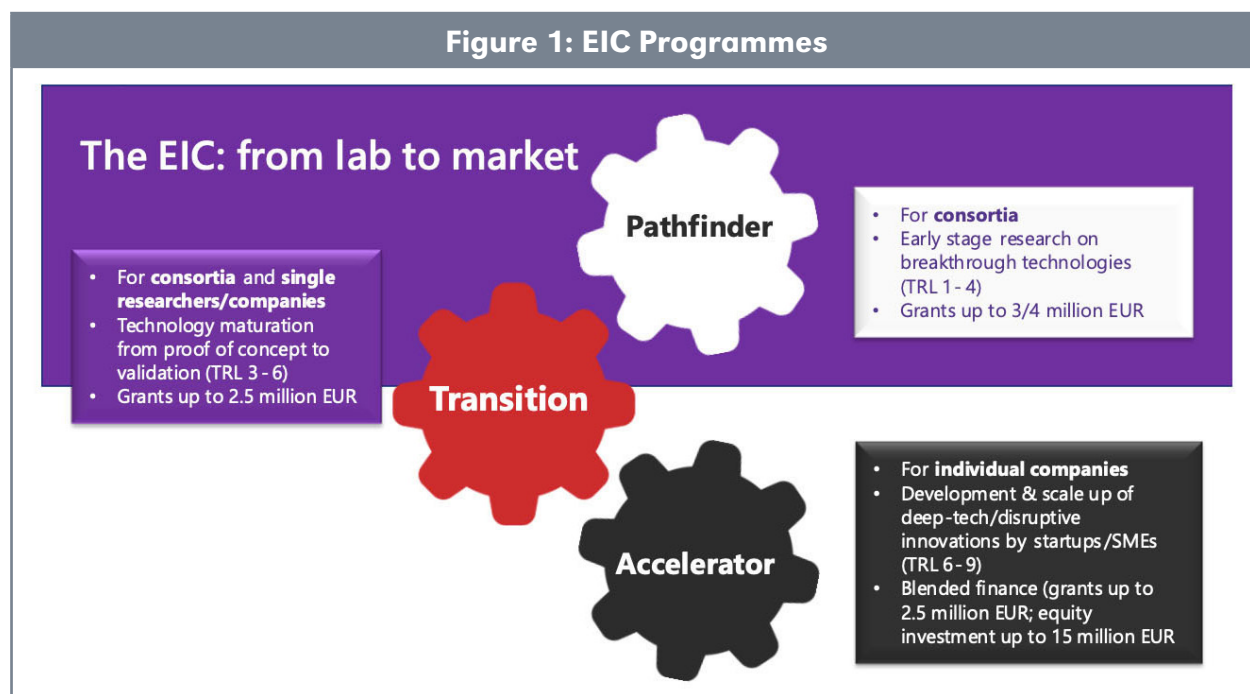 Figure 1: EIC Programmes
The EIC: from lab to market
Pathfinder
• For consortia
• Early stage research on
breakthrough technologies
(TRL 1 - 4)
• Grants up to 3/4 million EUR
• For consortia and single
researchers/companies
• Technology maturation
from proof of concept to
validation (TRL 3 - 6)
• Grants up to 2.5 million EUR
Transition
Accelerator
• For individual companies
• Development & scale up of
deep-tech/disruptive
innovations by startups/SMEs
(TRL 6 - 9)
• Blended finance (grants up to
2.5 million EUR; equity
investment up to 15 million EUR